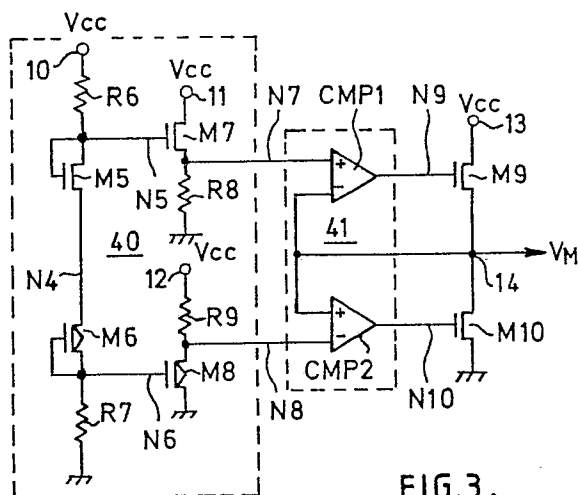 Vcc
10
R6
Vcc
11
M7
N5
M5
R8
N7
CMP1
N9
Vcc
13
M9
40
N4
Vcc
12
R9
41
14
VM
M6
M8
N6
R7
N8
CMP2
N10
M10
FIG.3.